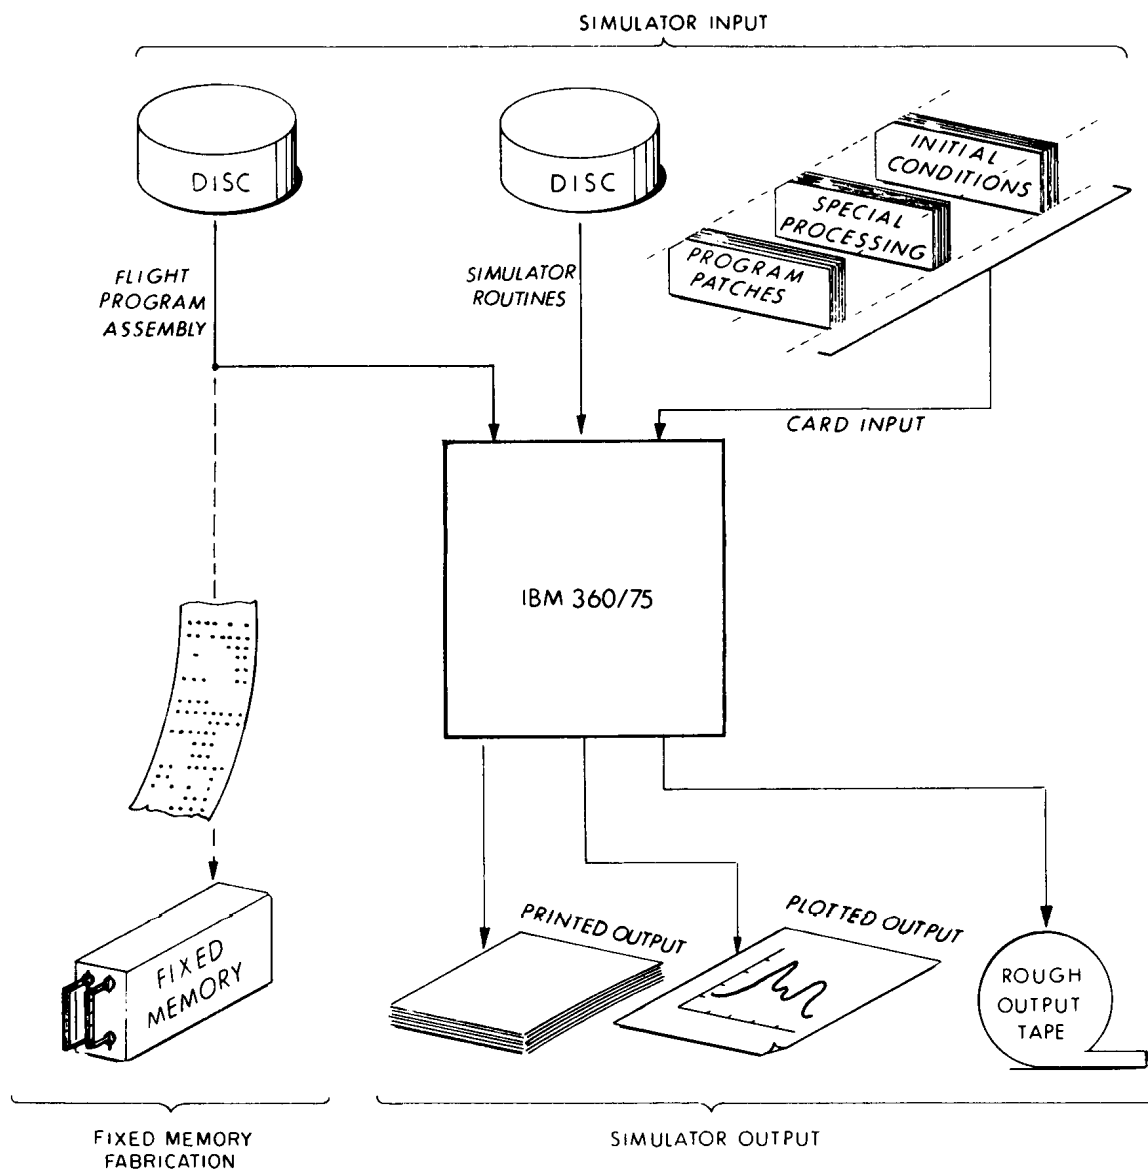 SIMULATOR INPUT
DISC
DISC
INITIAL
CONDITIONS
SPECIAL
PROCESSING
PROGRAM
PATCHES
FLIGHT
PROGRAM
ASSEMBLY
SIMULATOR
ROUTINES
CARD INPUT
IBM 360/75
FIXED
MEMORY
PRINTED OUTPUT
PLOTTED OUTPUT
ROUGH
OUTPUT
TAPE
FIXED MEMORY
FABRICATION
SIMULATOR OUTPUT